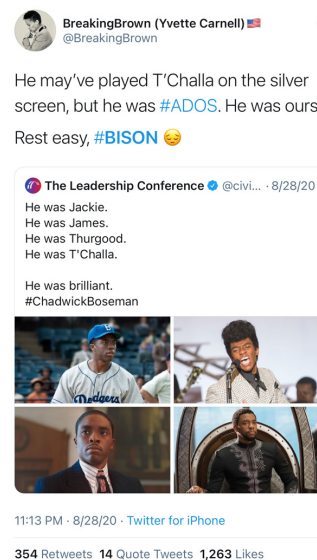 BreakingBrown (Yvette Carnell)🇺🇸
@BreakingBrown
He may've played T'Challa on the silver
screen, but he was #ADOS. He was ours
Rest easy, #BISON 😔
The Leadership Conference @civi... · 8/28/20
He was Jackie.
He was James.
He was Thurgood.
He was T'Challa.
He was brilliant.
#ChadwickBoseman
Dodgers
11:13 PM · 8/28/20 · Twitter for iPhone
354 Retweets 14 Quote Tweets 1,263 Likes